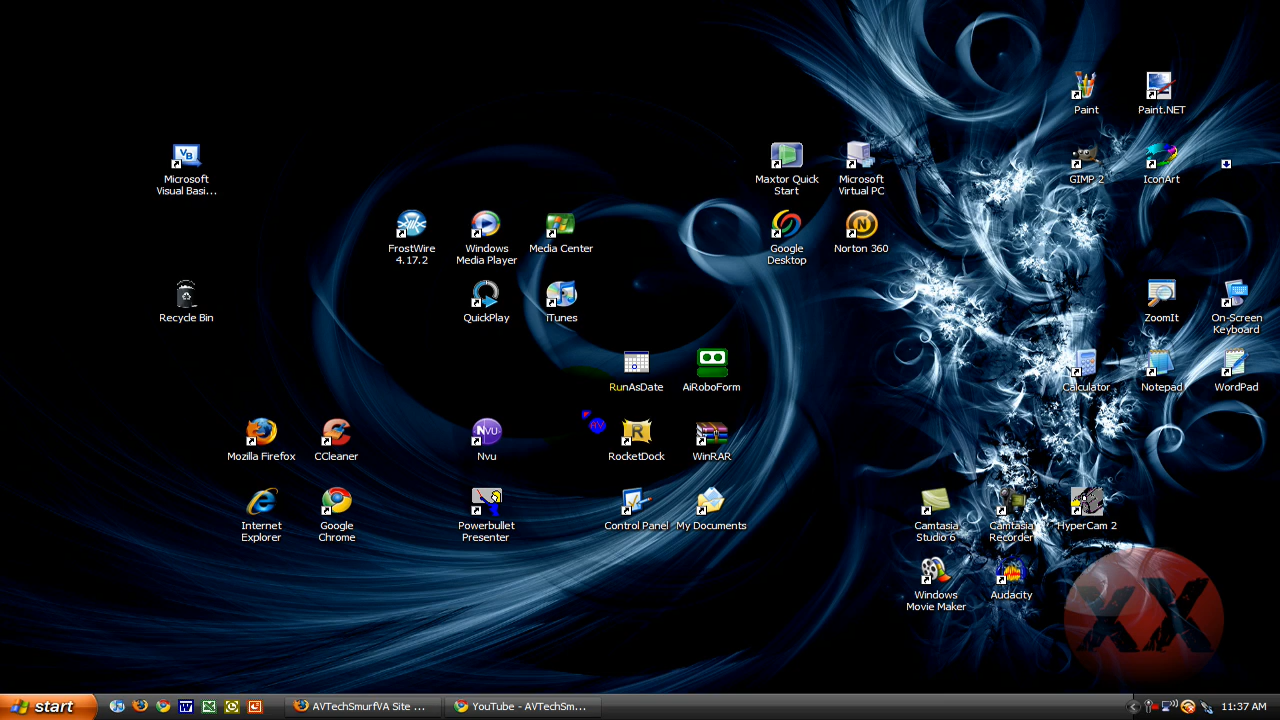 Paint
Paint.NET
Microsoft
Visual Basi...
Maxtor Quick
Start
Microsoft
Virtual PC
GIMP 2
IconArt
FrostWire
4.17.2
Windows
Media Player
Media Center
Google
Desktop
Norton 360
Recycle Bin
QuickPlay
iTunes
ZoomIt
On-Screen
Keyboard
RunAsDate
AiRoboForm
Calculator
Notepad
WordPad
AV
Mozilla Firefox
CCleaner
Nvu
RocketDock
WinRAR
Internet
Explorer
Google
Chrome
Powerbullet
Presenter
Control Panel
My Documents
Camtasia
Studio 6
Camtasia
Recorder
HyperCam 2
Windows
Movie Maker
Audacity
XX
start
AVTechSmurfVA Site ...
YouTube - AVTechSm...
11:37 AM